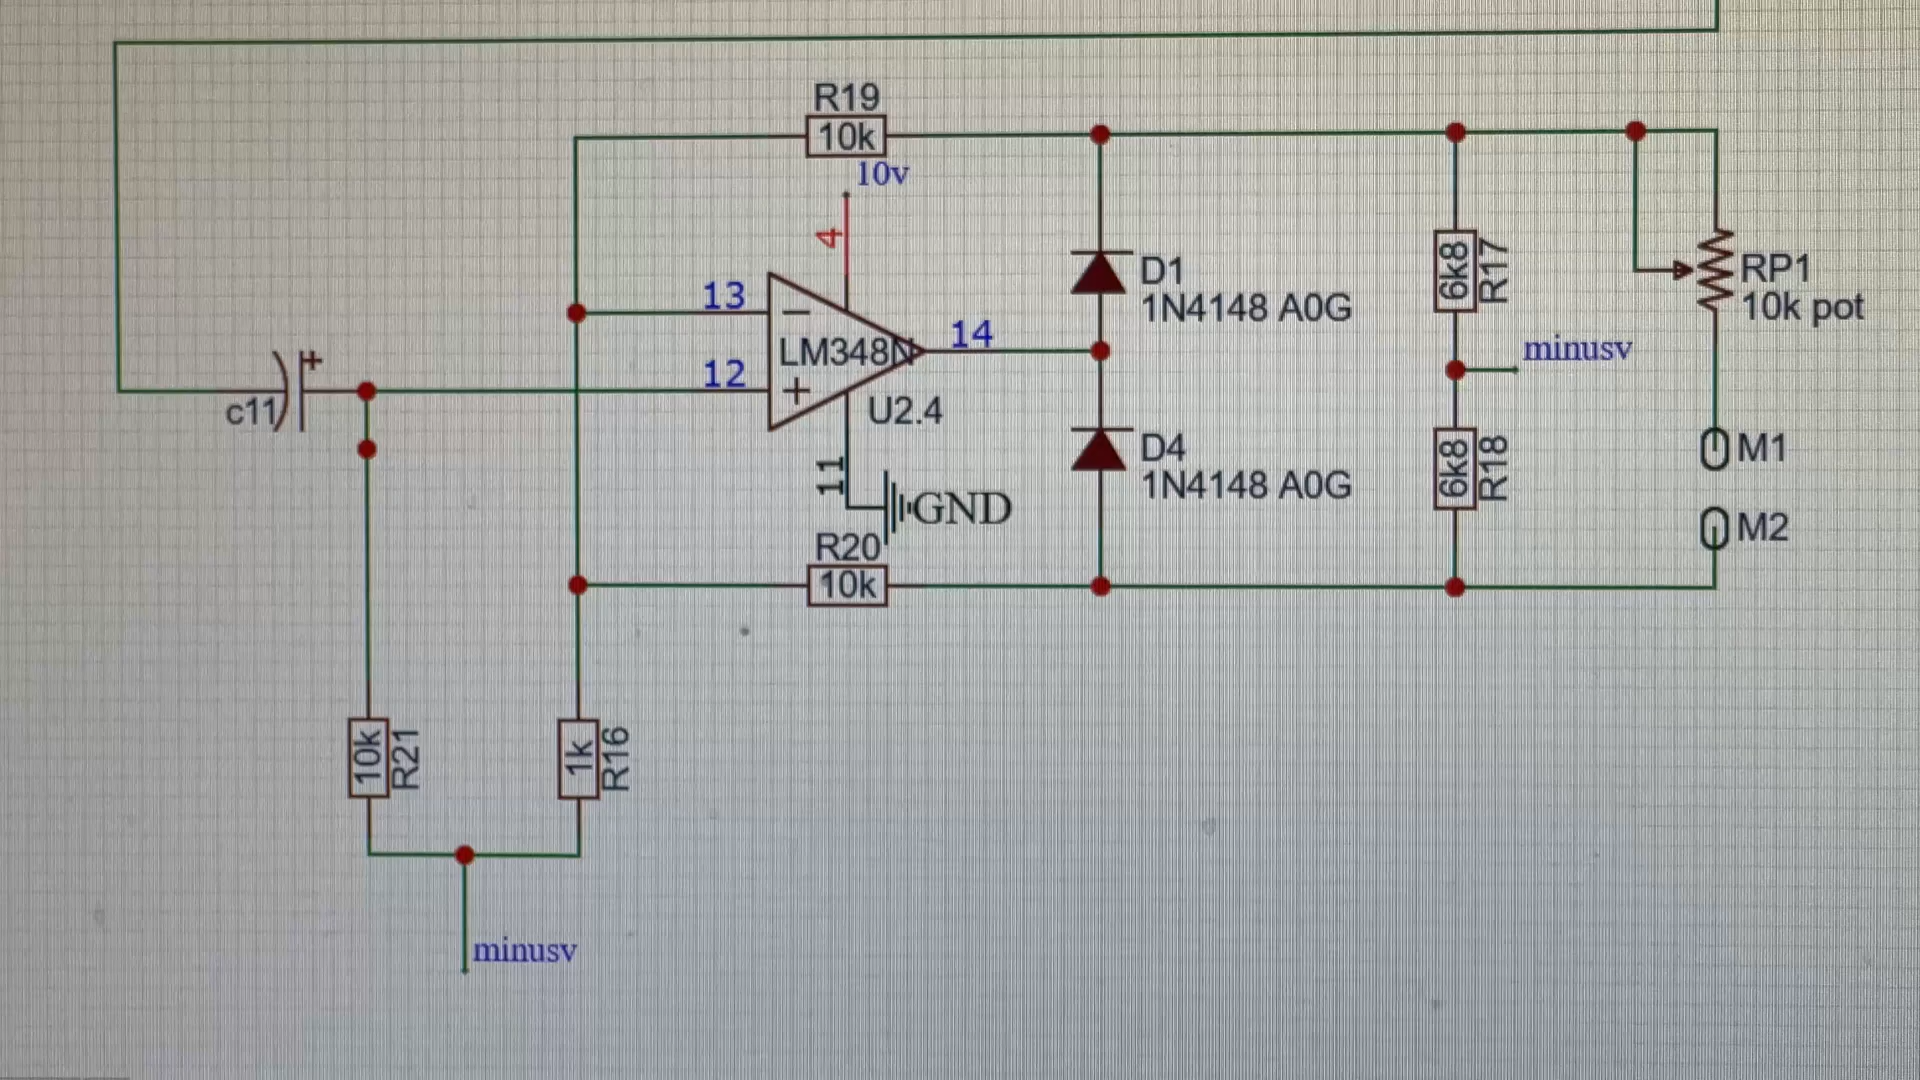 R19
10k
10v
4
13
D1
1N4148 A0G
6k8
R17
RP1
10k pot
LM348N
14
minusv
12
+
c11
U2.4
D4
1N4148 A0G
6k8
R18
M1
11
GND
M2
R20
10k
10k
R21
1k
R16
minusv